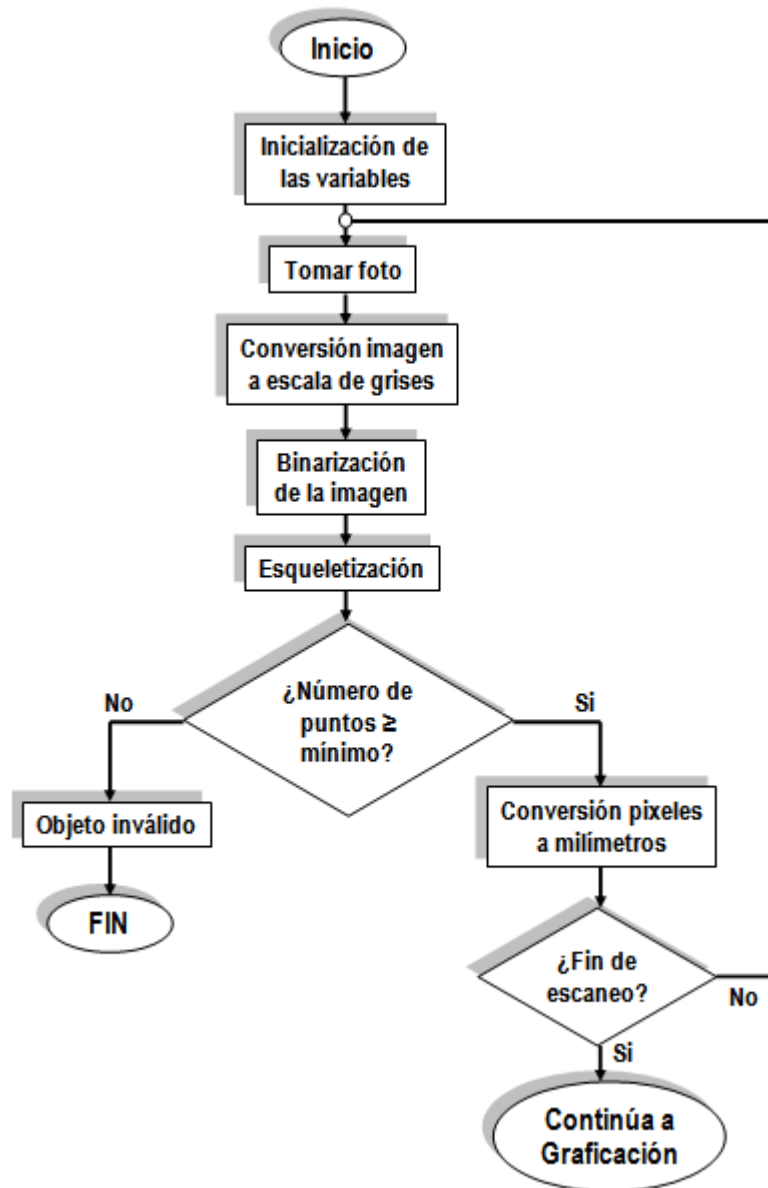 Inicio
Inicialización de
las variables
Tomar foto
Conversión imagen
a escala de grises
Binarización
de la imagen
Esqueletización
¿Número de
puntos ≥
mínimo?
No
Si
Objeto inválido
FIN
Conversión pixeles
a milímetros
¿Fin de
escaneo?
No
Si
Continúa a
Graficación